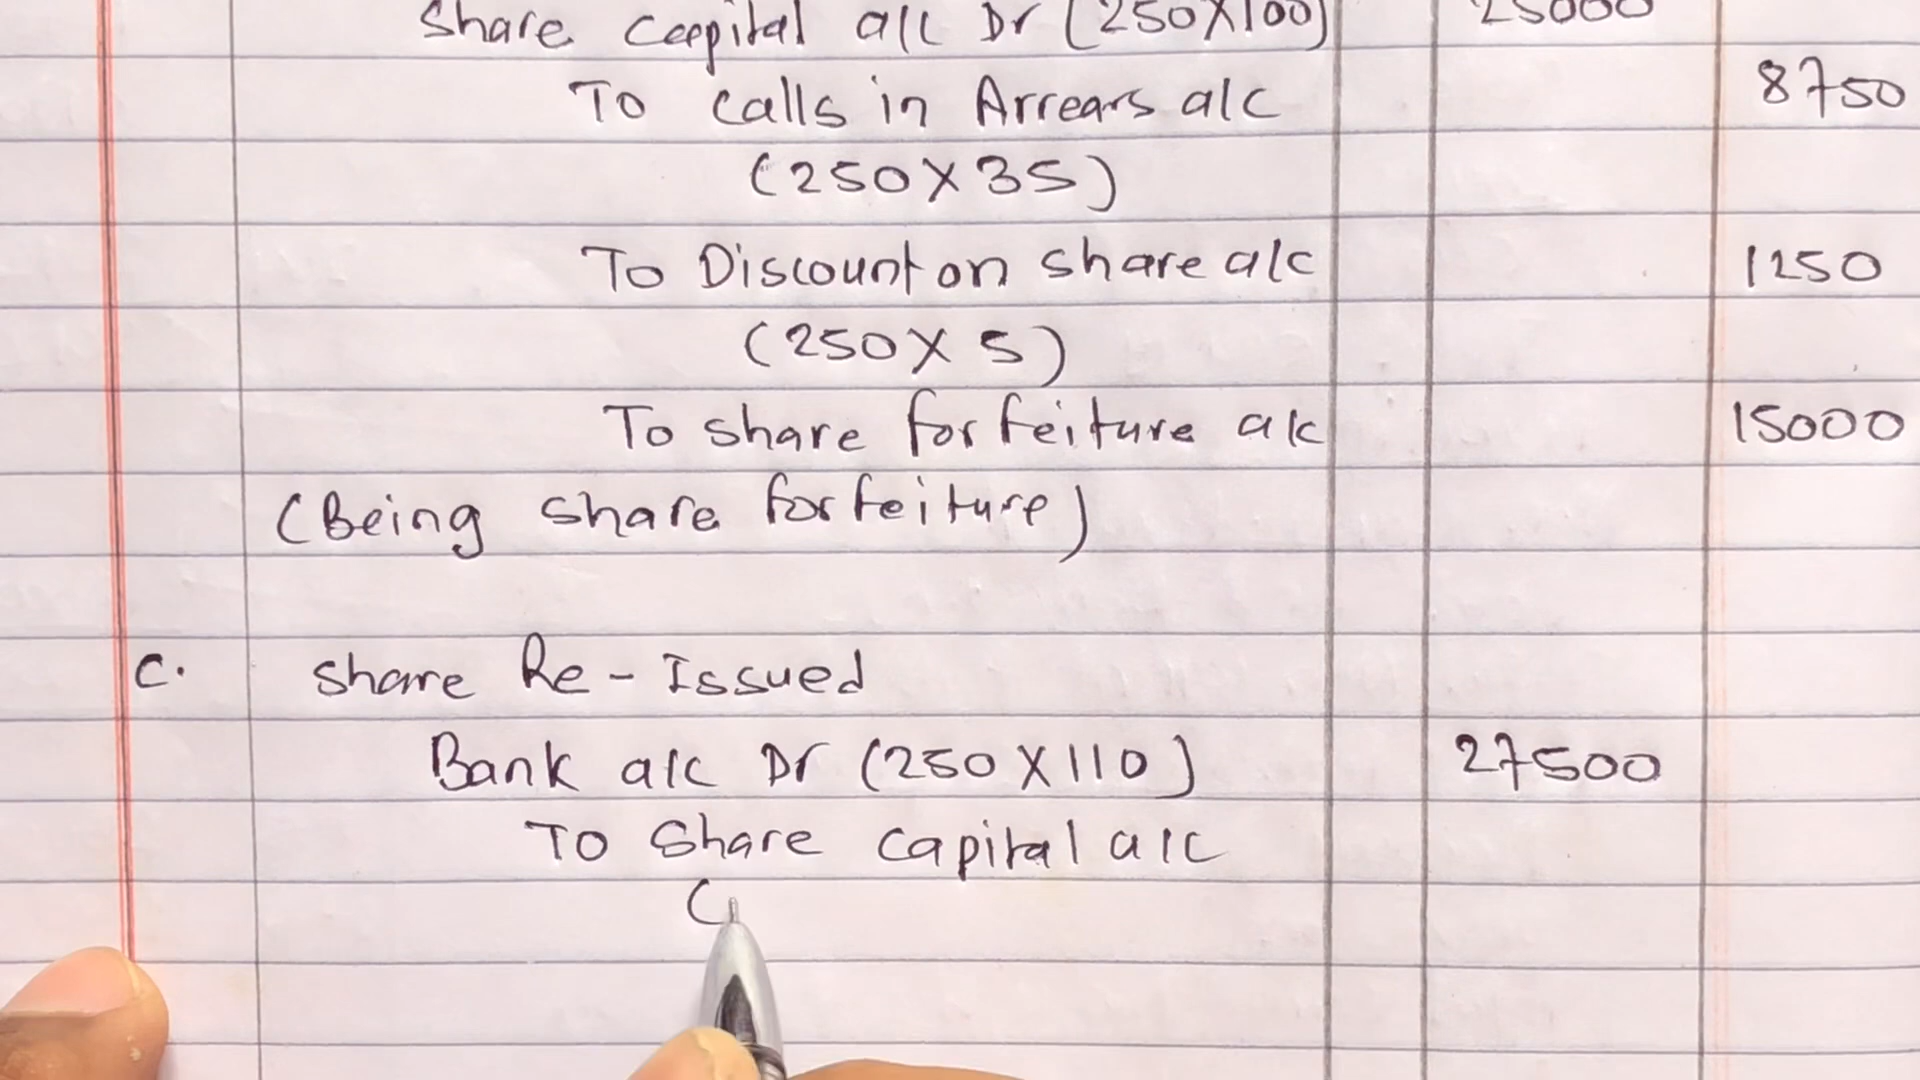 Share Capital a/c Dr (250X100) 25000
To Calls in Arrears a/c 8750
(250X35)
To Discount on share a/c 1250
(250X5)
To share forfeiture a/c 15000
(Being share forfeiture)
C. Share Re-Issued
Bank a/c Dr (250X110) 27500
To Share Capital a/c
(